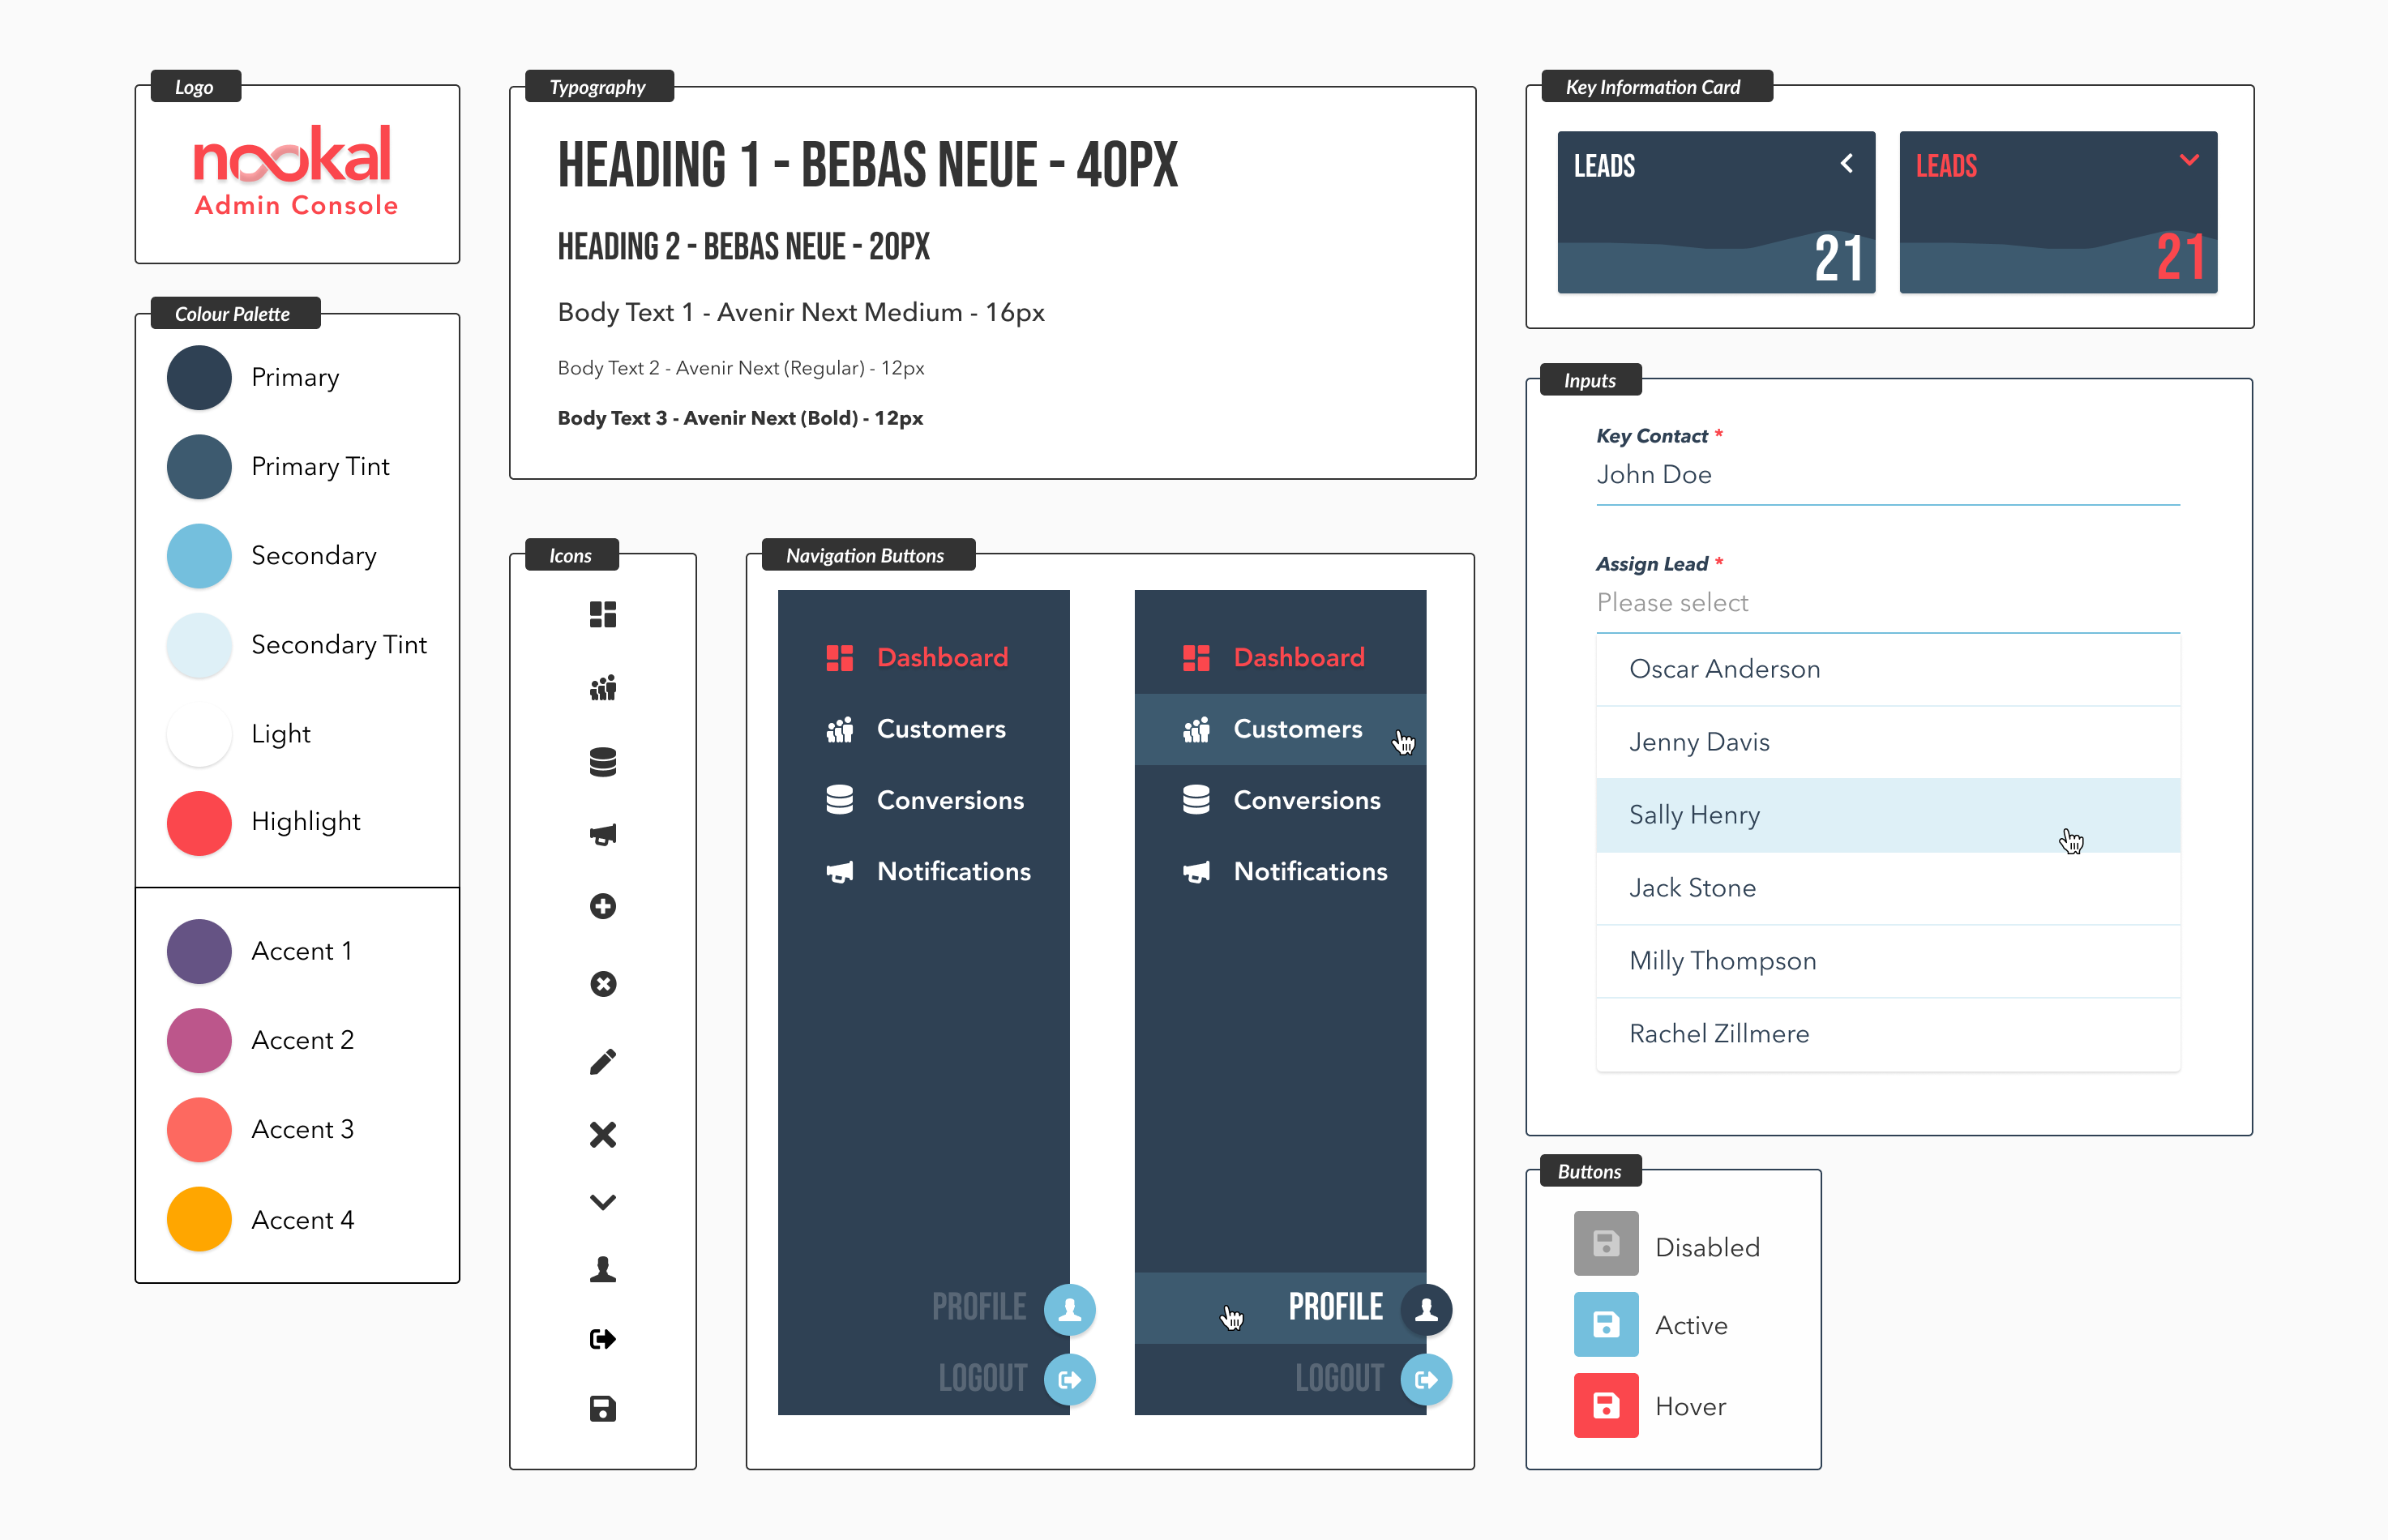 Logo
nookal
Admin Console
Colour Palette
Primary
Primary Tint
Secondary
Secondary Tint
Light
Highlight
Accent 1
Accent 2
Accent 3
Accent 4
Typography
HEADING 1 - BEBAS NEUE - 40PX
HEADING 2 - BEBAS NEUE - 20PX
Body Text 1 - Avenir Next Medium - 16px
Body Text 2 - Avenir Next (Regular) - 12px
Body Text 3 - Avenir Next (Bold) - 12px
Icons
Navigation Buttons
Dashboard
Customers
Conversions
Notifications
PROFILE
LOGOUT
Dashboard
Customers
Conversions
Notifications
PROFILE
LOGOUT
Key Information Card
LEADS
21
LEADS
21
Inputs
Key Contact *
John Doe
Assign Lead *
Please select
Oscar Anderson
Jenny Davis
Sally Henry
Jack Stone
Milly Thompson
Rachel Zillmere
Buttons
Disabled
Active
Hover